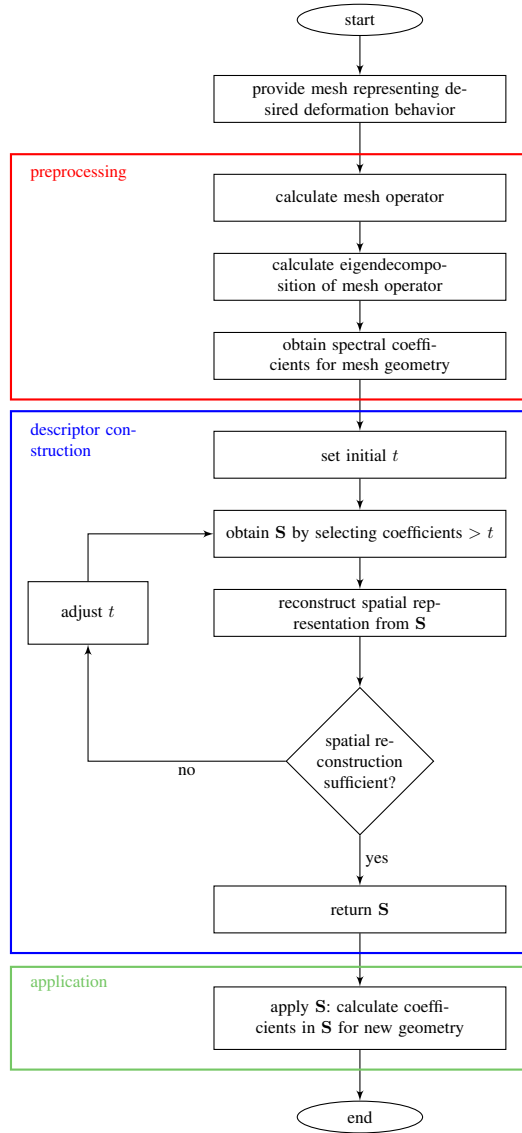 start
provide mesh representing de-
sired deformation behavior
preprocessing
calculate mesh operator
calculate eigendecompo-
sition of mesh operator
obtain spectral coeffi-
cients for mesh geometry
descriptor con-
struction
set initial t
obtain S by selecting coefficients > t
adjust t
reconstruct spatial rep-
resentation from S
spatial re-
construction
sufficient?
no
yes
return S
application
apply S: calculate coeffi-
cients in S for new geometry
end